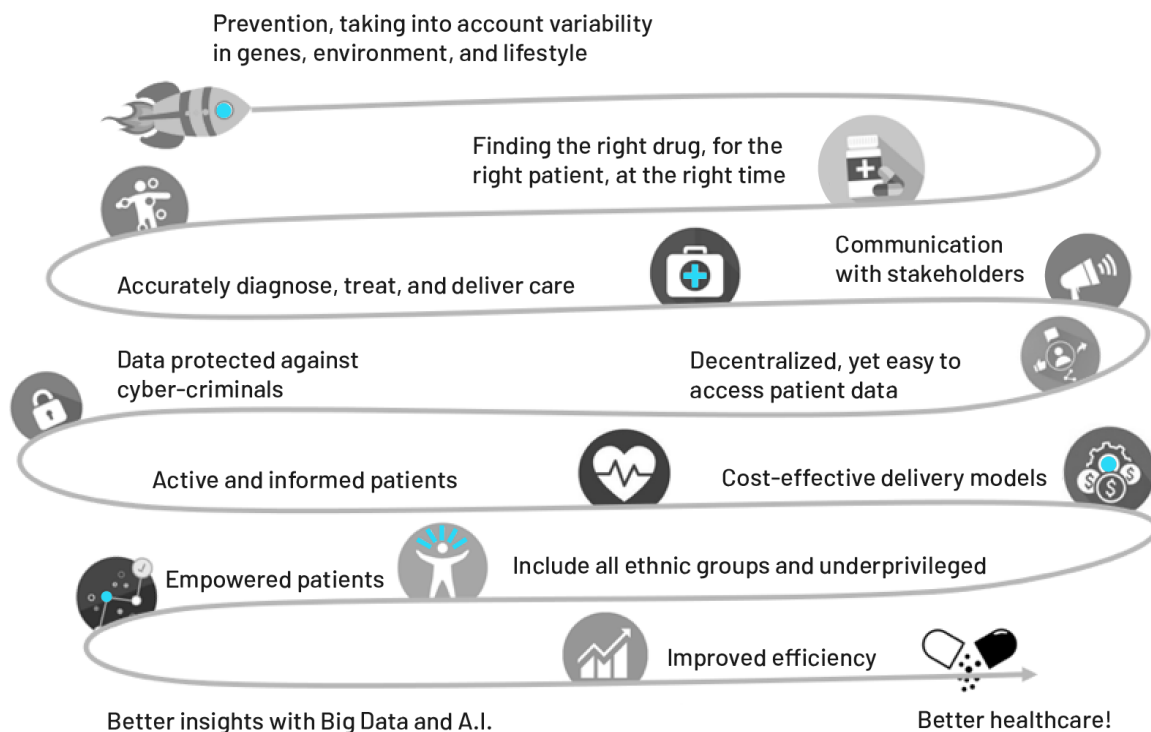 Prevention, taking into account variability
in genes, environment, and lifestyle
Finding the right drug, for the
right patient, at the right time
Communication
with stakeholders
Accurately diagnose, treat, and deliver care
Data protected against
cyber-criminals
Decentralized, yet easy to
access patient data
Active and informed patients
Cost-effective delivery models
Include all ethnic groups and underprivileged
Empowered patients
Improved efficiency
Better insights with Big Data and A.I.
Better healthcare!